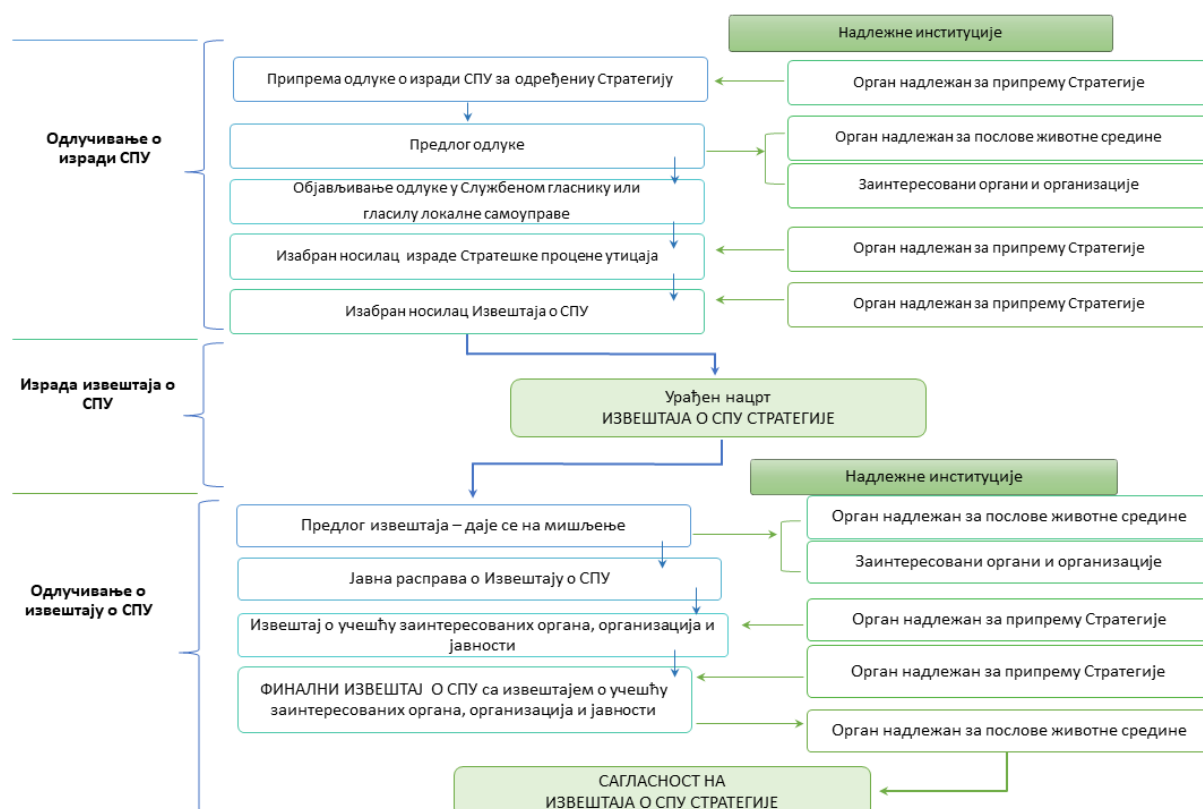 Надлежне институције
Припрема одлуке о изради СПУ за одређениу Стратегију
Орган надлежан за припрему Стратегије
Одлучивање о
изради СПУ
Предлог одлуке
Орган надлежан за послове животне средине
Заинтересовани органи и организације
Објављивање одлуке у Службеном гласнику или
гласилу локалне самоуправе
Изабран носилац израде Стратешке процене утицаја
Орган надлежан за припрему Стратегије
Изабран носилац Извештаја о СПУ
Орган надлежан за припрему Стратегије
Израда извештаја о
СПУ
Урађен нацрт
ИЗВЕШТАЈА О СПУ СТРАТЕГИЈЕ
Надлежне институције
Одлучивање о
извештају о СПУ
Предлог извештаја – даје се на мишљење
Орган надлежан за послове животне средине
Заинтересовани органи и организације
Јавна расправа о Извештају о СПУ
Извештај о учешћу заинтересованих органа, организација и
јавности
Орган надлежан за припрему Стратегије
ФИНАЛНИ ИЗВЕШТАЈ О СПУ са извештајем о учешћу
заинтересованих органа, организација и јавности
Орган надлежан за припрему Стратегије
Орган надлежан за послове животне средине
САГЛАСНОСТ НА
ИЗВЕШТАЈА О СПУ СТРАТЕГИЈЕ